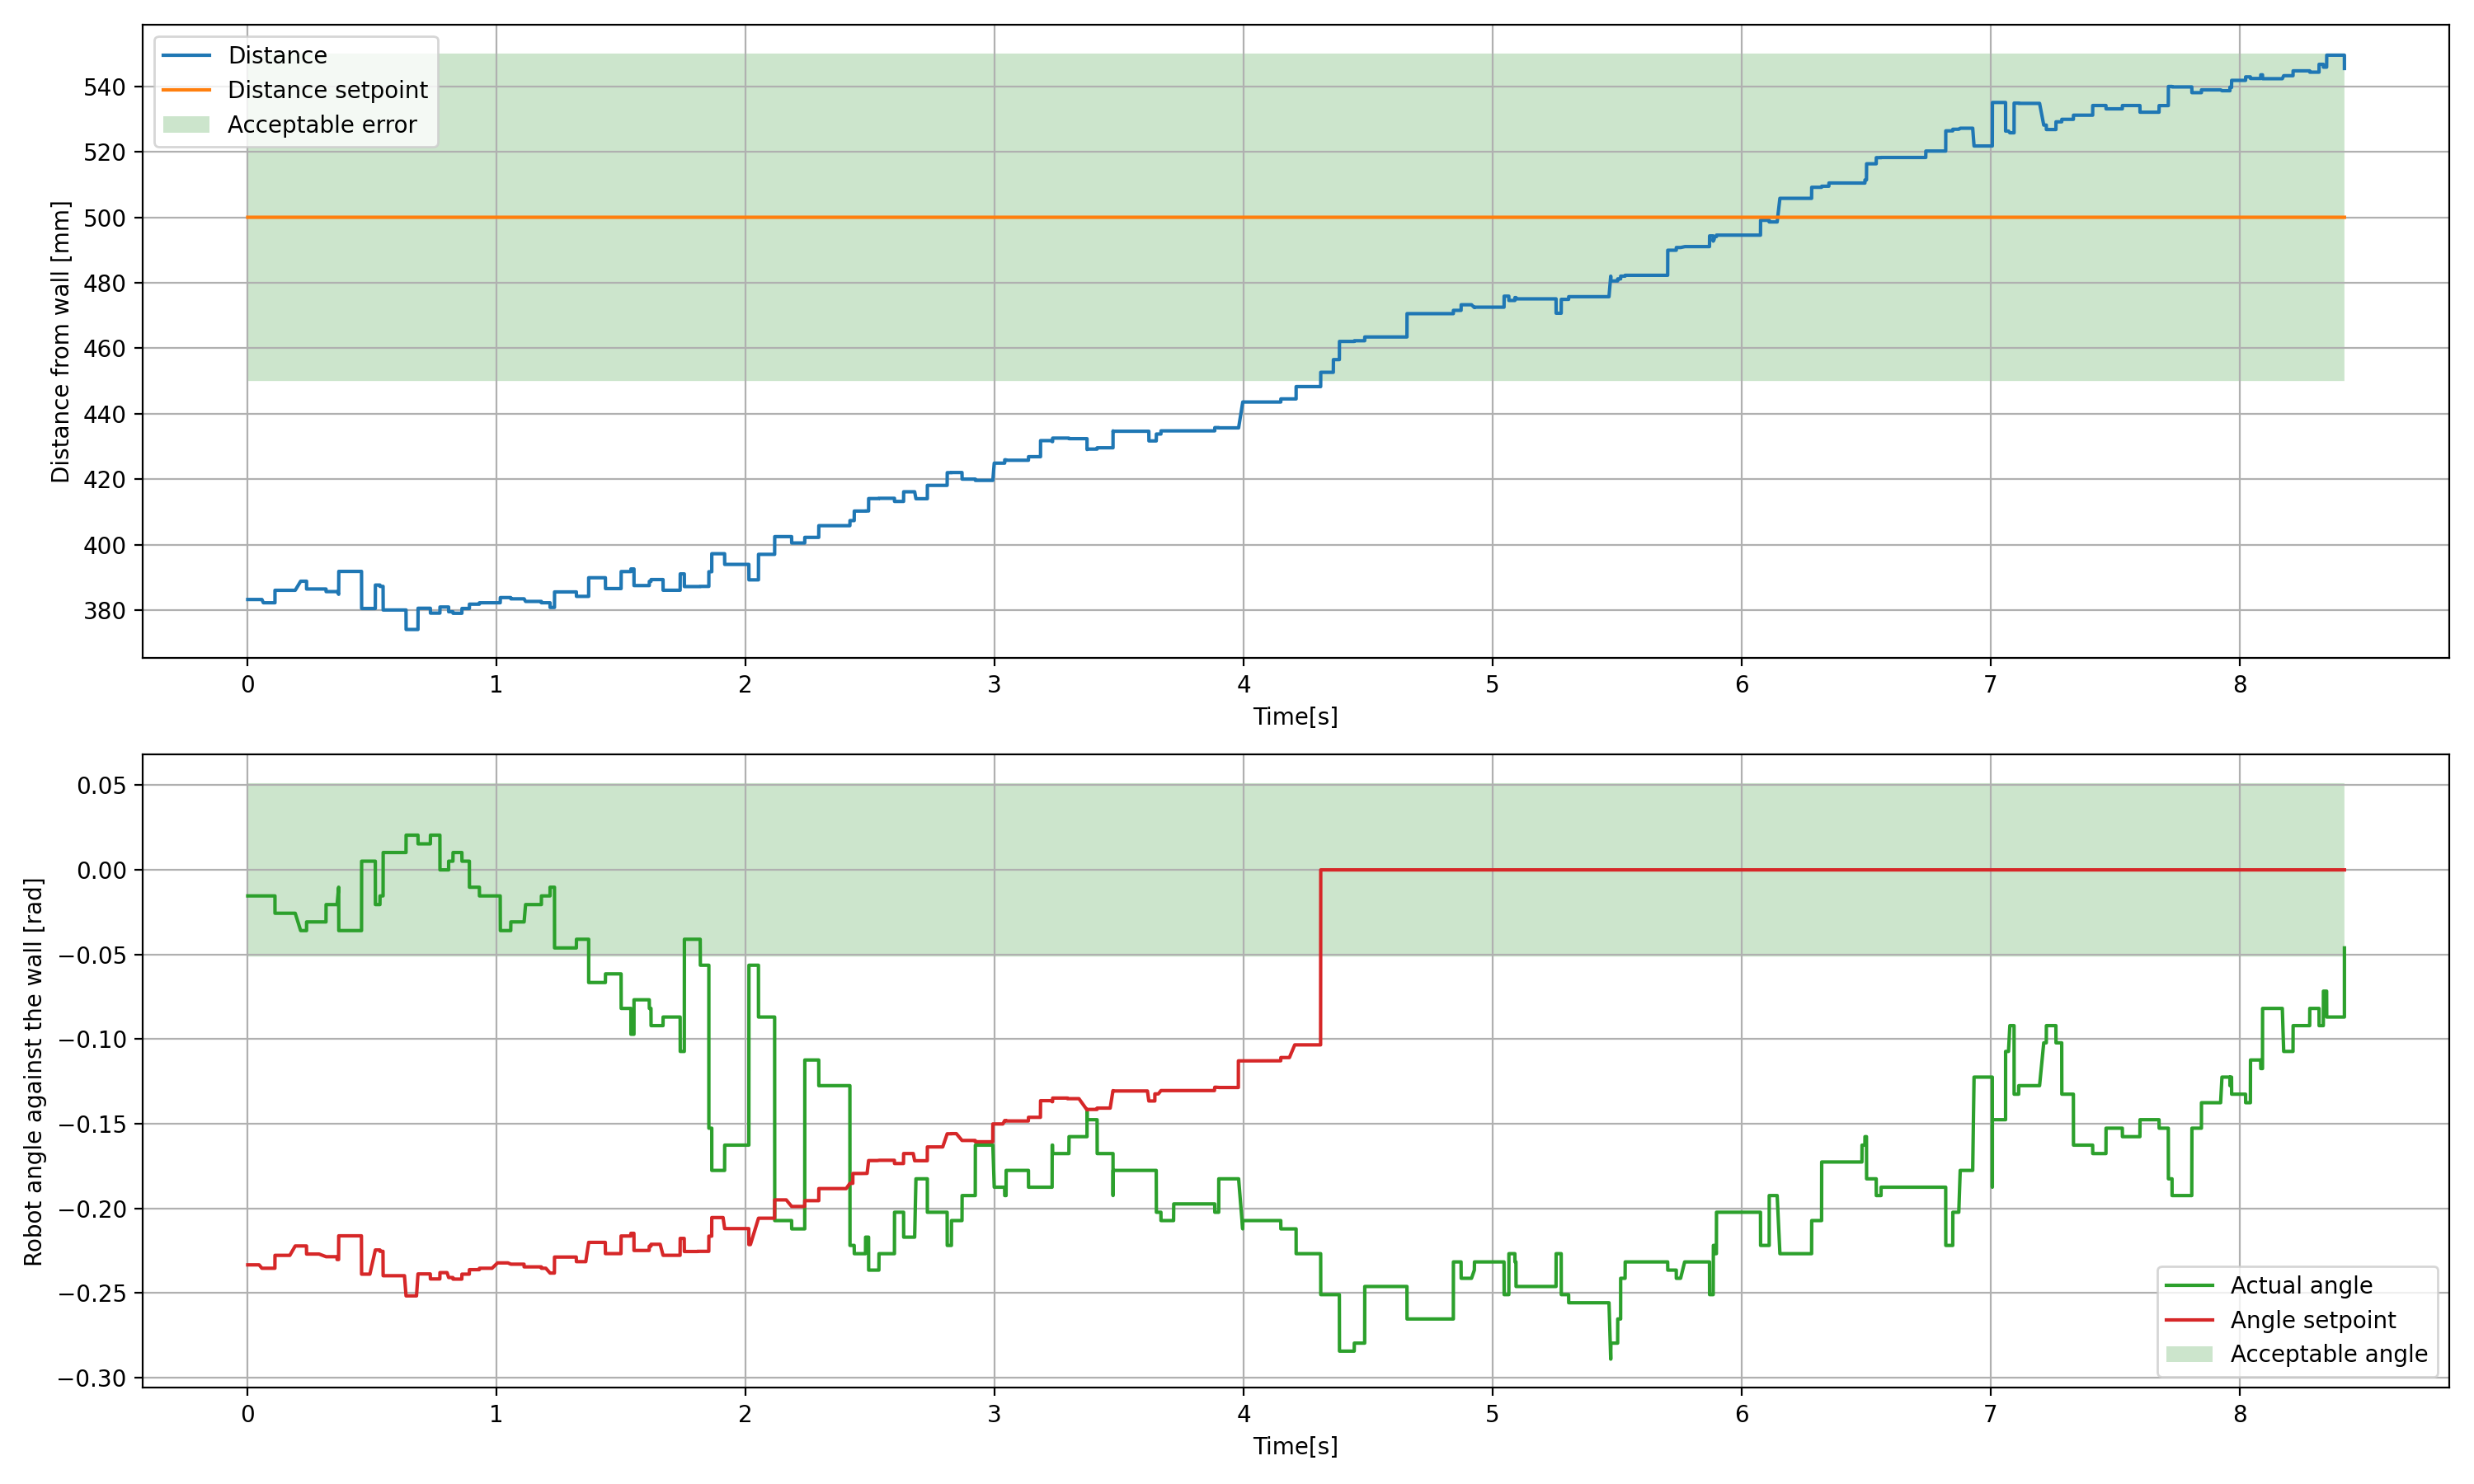 Distance
Distance setpoint
Acceptable error
Distance from wall [mm]
540
520
500
480
460
440
420
400
380
0 1 2 3 4 5 6 7 8
Time[s]
Robot angle against the wall [rad]
0.05
0.00
−0.05
−0.10
−0.15
−0.20
−0.25
−0.30
Actual angle
Angle setpoint
Acceptable angle
0 1 2 3 4 5 6 7 8
Time[s]